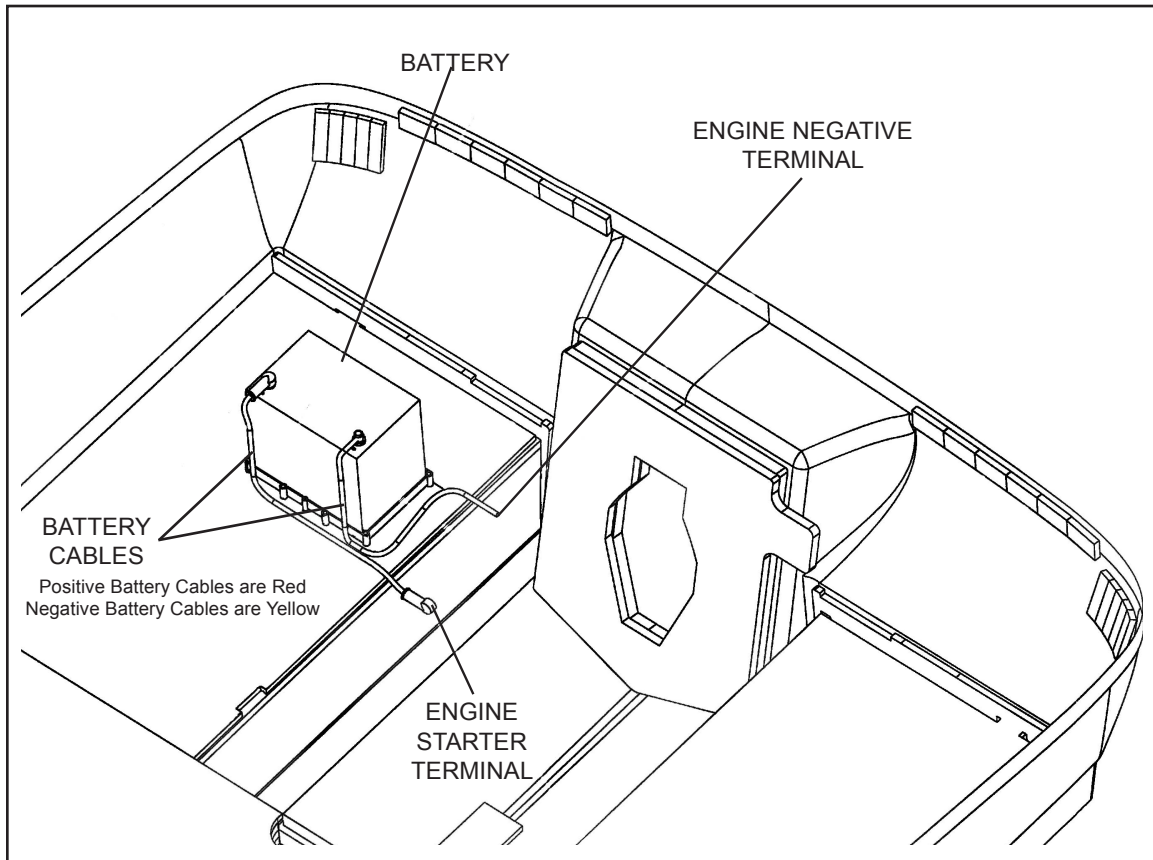 BATTERY
ENGINE NEGATIVE
TERMINAL
BATTERY
CABLES
Positive Battery Cables are Red
Negative Battery Cables are Yellow
ENGINE
STARTER
TERMINAL